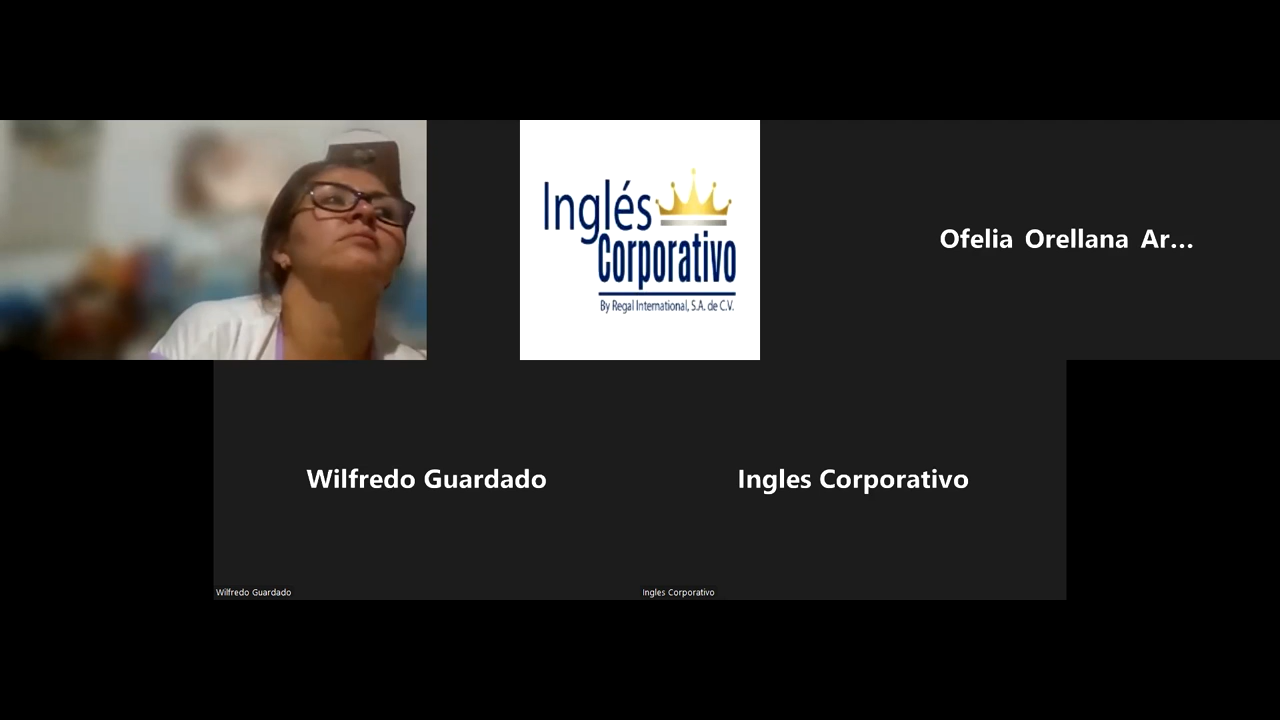 Inglés
Corporativo
By Regal International, S.A. de C.V.
Ofelia Orellana Ar...
Wilfredo Guardado
Ingles Corporativo
Wilfredo Guardado
Ingles Corporativo